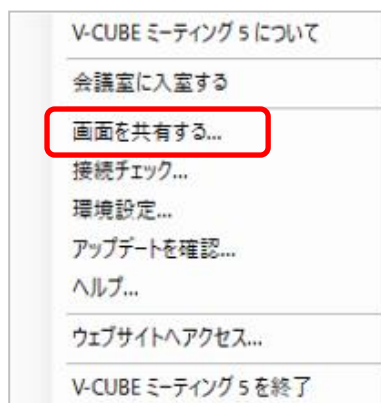 V-CUBE ミーティング 5 について
会議室に入室する
画面を共有する...
接続チェック...
環境設定...
アップデートを確認...
ヘルプ...
ウェブサイトへアクセス...
V-CUBE ミーティング 5 を終了